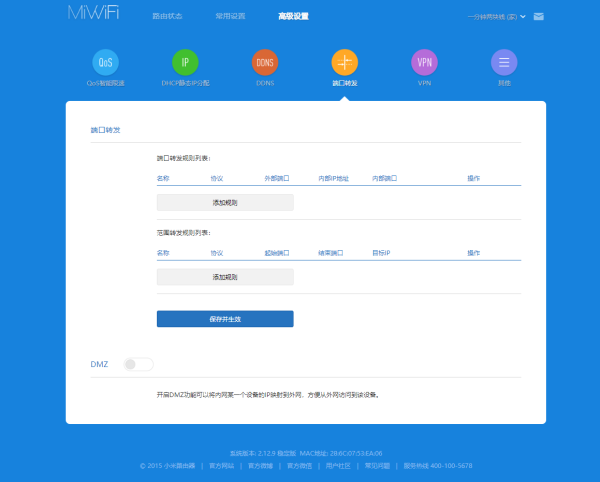 MiWiFi 路由状态 常用设置 高级设置 一分钟两块钱 (家)
QoS IP DDNS VPN
QoS智能限速 DHCP静态IP分配 DDNS 端口转发 VPN 其他
端口转发
端口转发规则列表:
名称 协议 外部端口 内部IP地址 内部端口 操作
添加规则
范围转发规则列表:
名称 协议 起始端口 结束端口 目标IP 操作
添加规则
保存并生效
DMZ
开启DMZ功能可以将内网某一个设备的IP映射到外网，方便从外网访问到该设备。
系统版本: 2.12.9 稳定版 MAC地址: 28:6C:07:53:EA:06
© 2015 小米路由器 | 官方网站 | 官方微博 | 官方微信 | 用户社区 | 常见问题 | 服务热线 400-100-5678